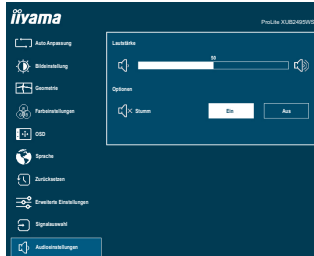 iiyama
ProLite XUB2495WS
Auto Anpassung
Bildeinstellung
Geometrie
Farbeinstellungen
OSD
Sprache
Zurücksetzen
Erweiterte Einstellungen
Signalauswahl
Audioeinstellungen
Lautstärke
50
Optionen
Stumm
Ein
Aus